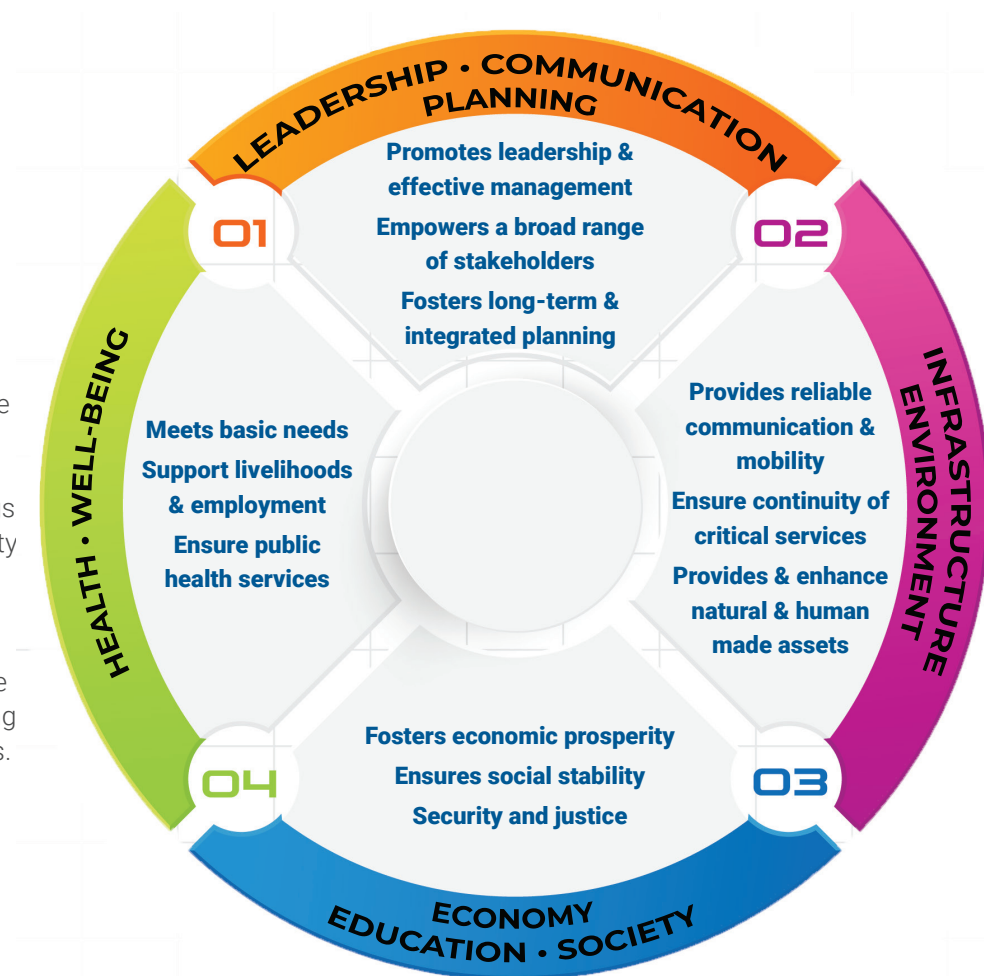 LEADERSHIP • COMMUNICATION
PLANNING
01
Promotes leadership &
effective management
Empowers a broad range
of stakeholders
Fosters long-term &
integrated planning
02
INFRASTRUCTURE
ENVIRONMENT
Provides reliable
communication &
mobility
Ensure continuity of
critical services
Provides & enhance
natural & human
made assets
03
Fosters economic prosperity
Ensures social stability
Security and justice
ECONOMY
EDUCATION • SOCIETY
04
HEALTH • WELL-BEING
Meets basic needs
Support livelihoods
& employment
Ensure public
health services